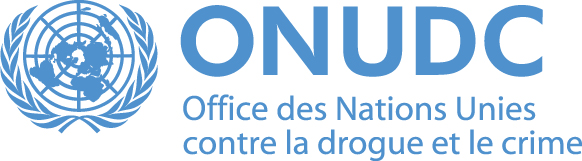 ONUDC
Office des Nations Unies
contre la drogue et le crime